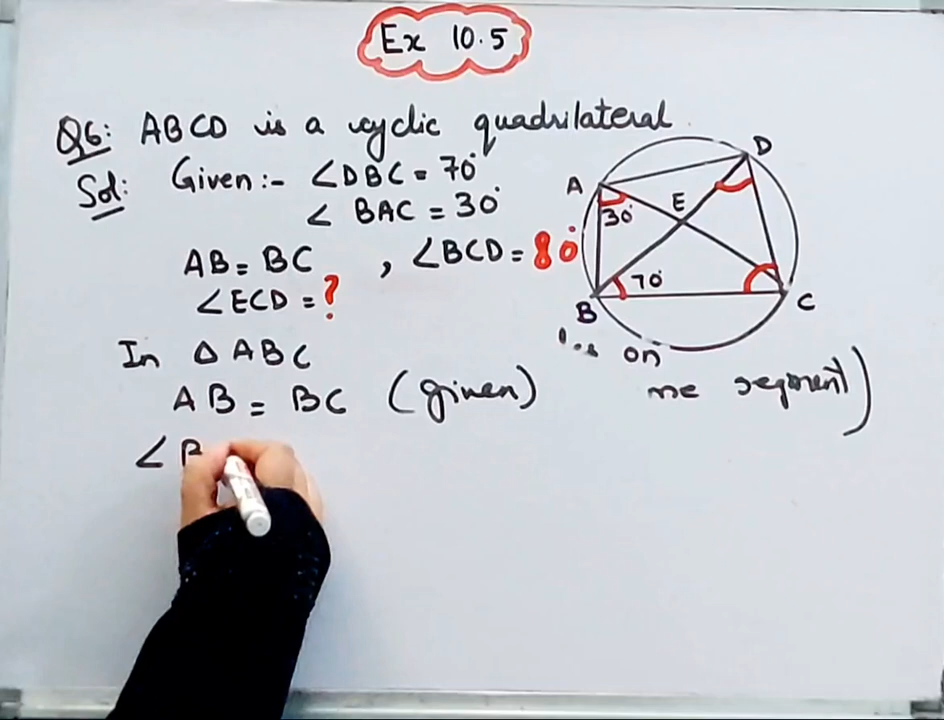 Ex 10.5
Q6: ABCD is a cyclic quadrilateral.
Sol: Given :- ∠DBC = 70°
∠ BAC = 30°
AB = BC , ∠BCD = 80°
∠ECD = ?
In △ ABC
AB = BC (given)
∠ B
on
segment)
A
B
C
D
E
30°
70°